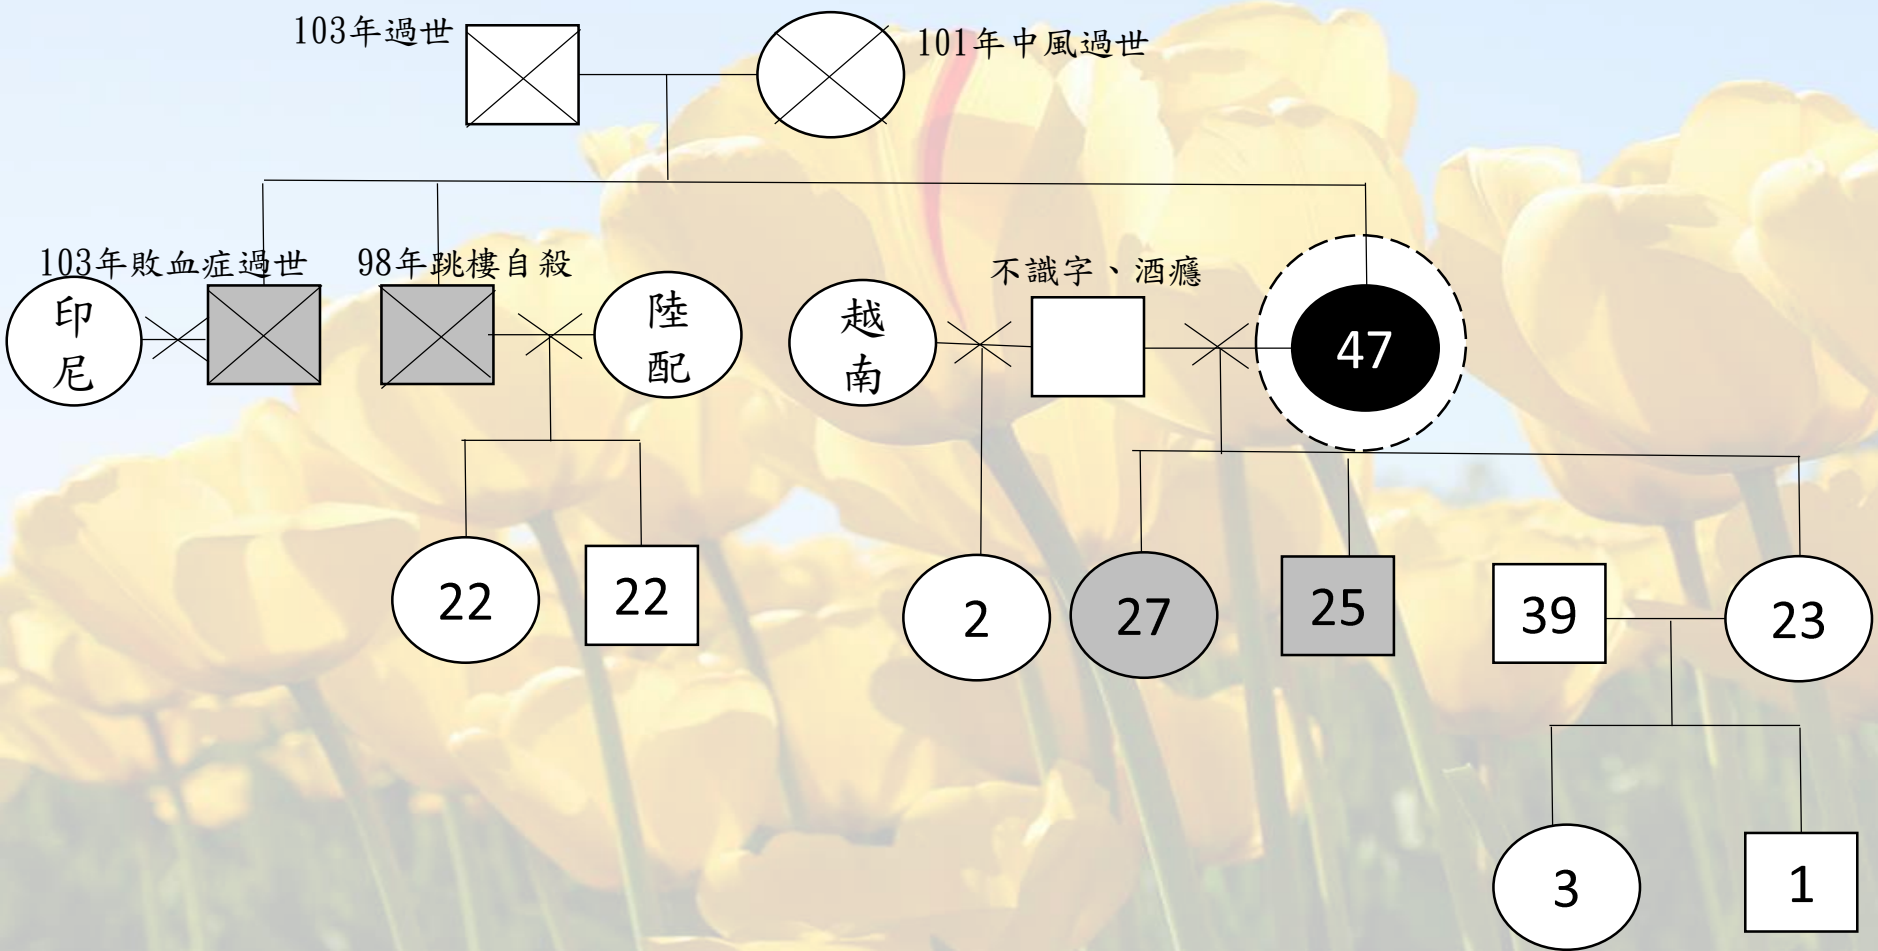 103年過世
101年中風過世
103年敗血症過世
98年跳樓自殺
不識字、酒癮
印
尼
陸
配
越
南
47
22
22
2
27
25
39
23
3
1